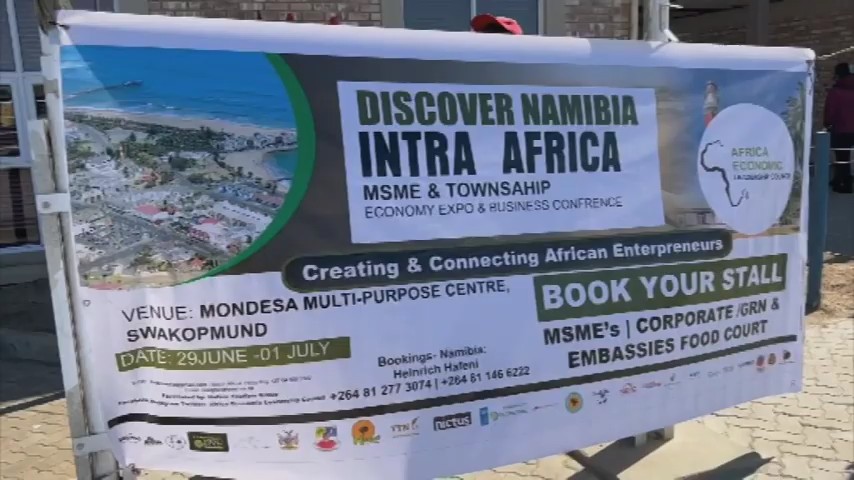 DISCOVER NAMIBIA
INTRA AFRICA
MSME & TOWNSAHIP
ECONOMY EXPO & BUSINESS CONFRENCE
AFRICA
ECONOMIC
LEADERSHIP COUNCIL
Creating & Connecting African Enterpreneurs
VENUE: MONDESA MULTI-PURPOSE CENTRE,
SWAKOPMUND
DATE: 29JUNE -01 JULY
Bookings- Namibia:
Heinrich Hafeni
+264 81 277 3074 | +264 81 146 6222
BOOK YOUR STALL
MSME's | CORPORATE /GRN &
EMBASSIES FOOD COURT
nictus